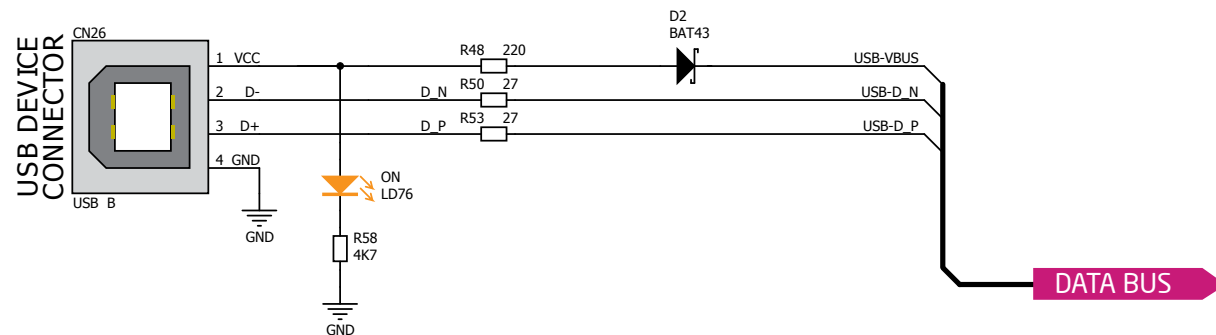 USB DEVICE
CONNECTOR
CN26
1 VCC
2 D-
3 D+
4 GND
USB B
GND
D_N
D_P
R48 220
R50 27
R53 27
D2
BAT43
ON
LD76
R58
4K7
GND
USB-VBUS
USB-D_N
USB-D_P
DATA BUS